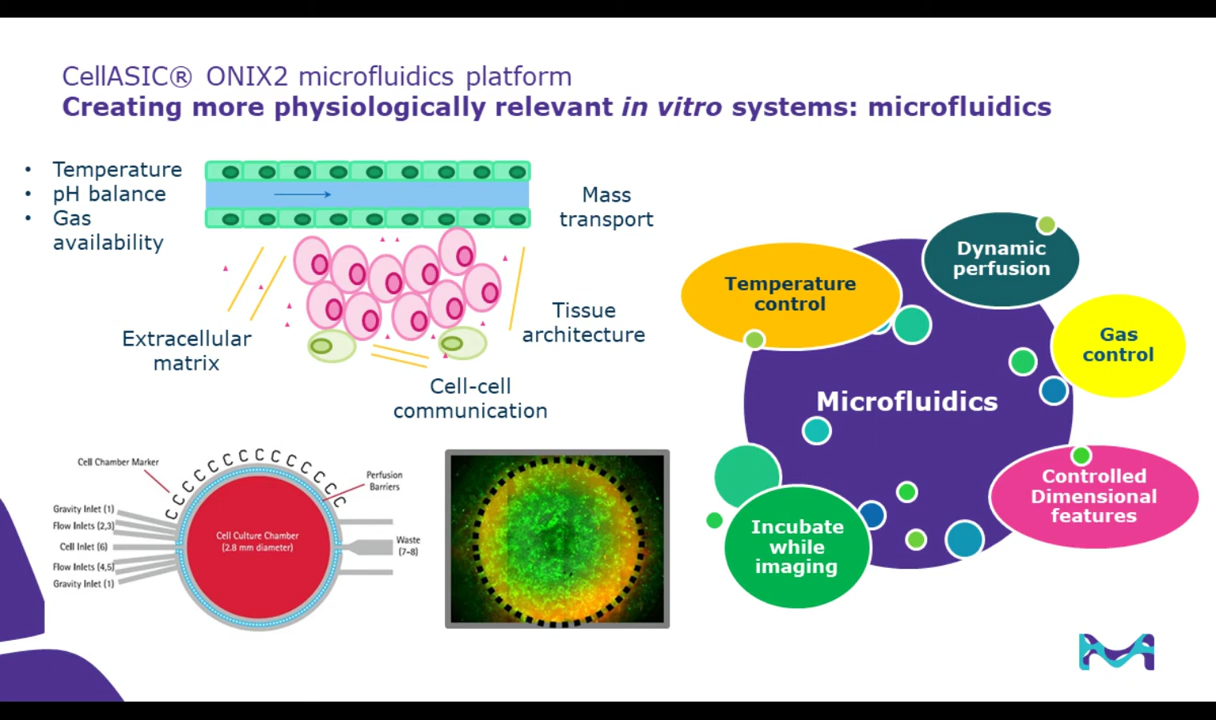 CellASIC® ONIX2 microfluidics platform
Creating more physiologically relevant in vitro systems: microfluidics
• Temperature
• pH balance
• Gas
availability
Mass
transport
Extracellular
matrix
Tissue
architecture
Cell-cell
communication
Cell Chamber Marker
Perfusion
Barriers
Gravity Inlet (1)
Flow Inlets (2,3)
Cell Inlet (6)
Flow Inlets (4,5)
Gravity Inlet (1)
Cell Culture Chamber
(2.8 mm diameter)
Waste
(7-8)
C C C C C C C C C C C C C C C C
Temperature
control
Dynamic
perfusion
Gas
control
Microfluidics
Controlled
Dimensional
features
Incubate
while
imaging